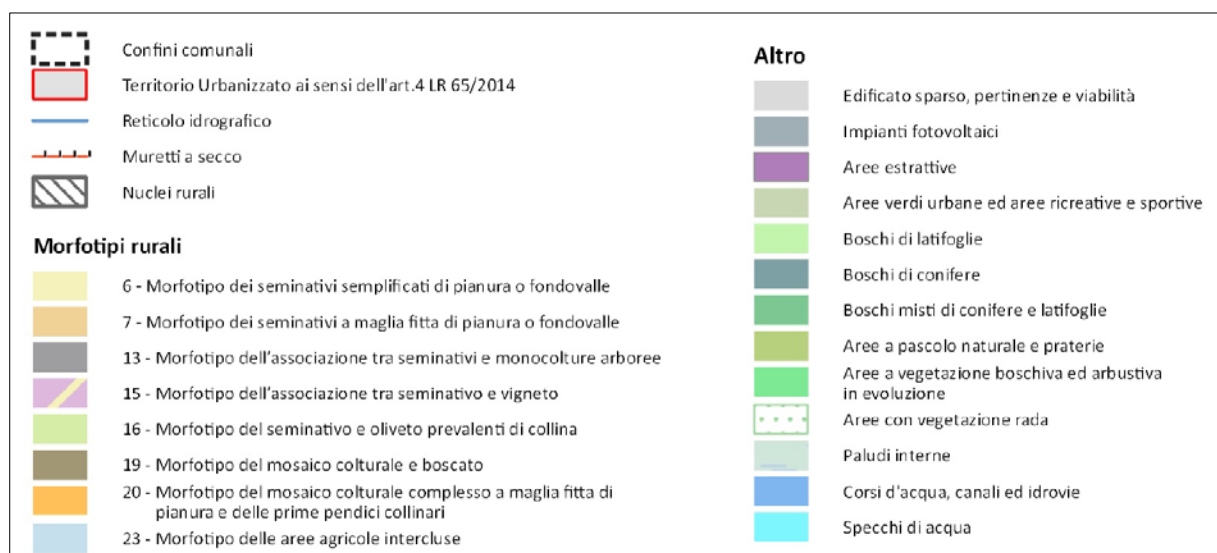 Confini comunali
Territorio Urbanizzato ai sensi dell'art.4 LR 65/2014
Reticolo idrografico
Muretti a secco
Nuclei rurali
Morfotipi rurali
6 - Morfotipo dei seminativi semplificati di pianura o fondovalle
7 - Morfotipo dei seminativi a maglia fitta di pianura o fondovalle
13 - Morfotipo dell'associazione tra seminativi e monocolture arboree
15 - Morfotipo dell'associazione tra seminativo e vigneto
16 - Morfotipo del seminativo e oliveto prevalenti di collina
19 - Morfotipo del mosaico colturale e boscato
20 - Morfotipo del mosaico colturale complesso a maglia fitta di
pianura e delle prime pendici collinari
23 - Morfotipo delle aree agricole intercluse
Altro
Edificato sparso, pertinenze e viabilità
Impianti fotovoltaici
Aree estrattive
Aree verdi urbane ed aree ricreative e sportive
Boschi di latifoglie
Boschi di conifere
Boschi misti di conifere e latifoglie
Aree a pascolo naturale e praterie
Aree a vegetazione boschiva ed arbustiva
in evoluzione
Aree con vegetazione rada
Paludi interne
Corsi d'acqua, canali ed idrovie
Specchi di acqua